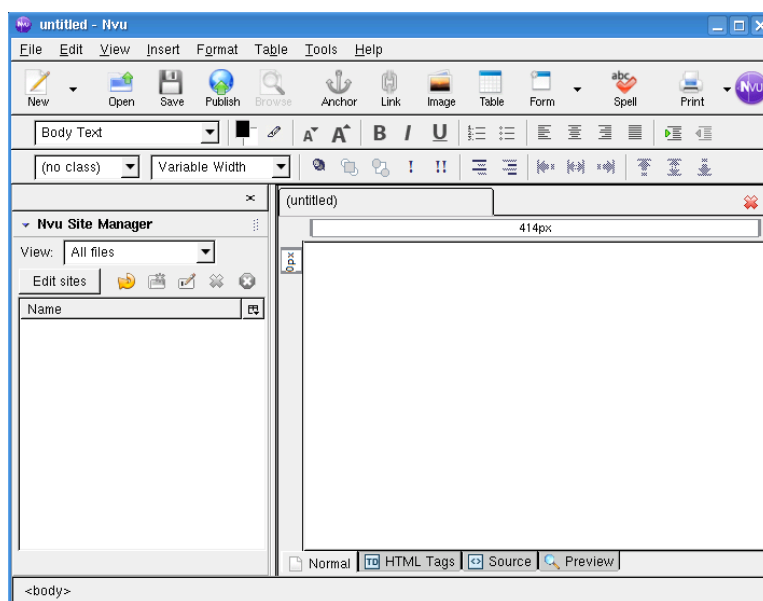 untitled - Nvu
File Edit View Insert Format Table Tools Help
New Open Save Publish Browse Anchor Link Image Table Form Spell Print
Body Text
(no class) Variable Width
(untitled)
Nvu Site Manager
414px
View: All files
0px
Edit sites
Name
Normal HTML Tags Source Preview
<body>